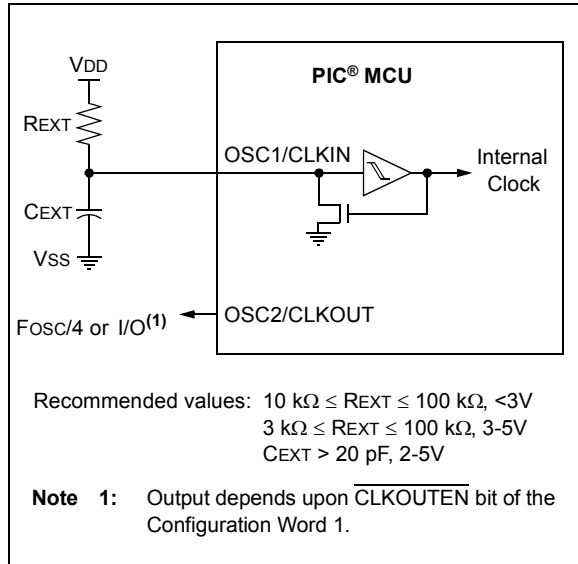 VDD
PIC® MCU
REXT
OSC1/CLKIN
Internal
Clock
CEXT
VSS
OSC2/CLKOUT
FOSC/4 or I/O(1)
Recommended values: 10 kΩ ≤ REXT ≤ 100 kΩ, <3V
3 kΩ ≤ REXT ≤ 100 kΩ, 3-5V
CEXT > 20 pF, 2-5V
Note 1: Output depends upon CLKOUTEN bit of the
Configuration Word 1.